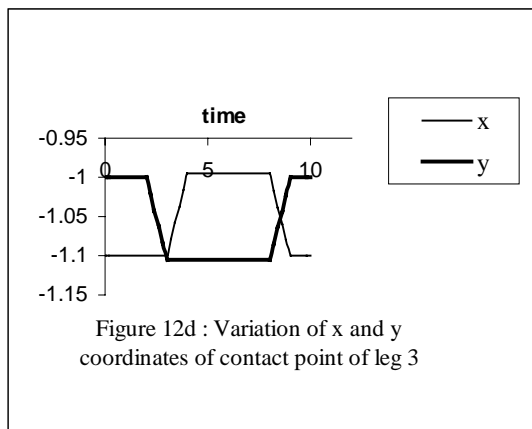 time
-0.95
0 5 10
-1
-1.05
-1.1
-1.15
x
y
Figure 12d : Variation of x and y
coordinates of contact point of leg 3